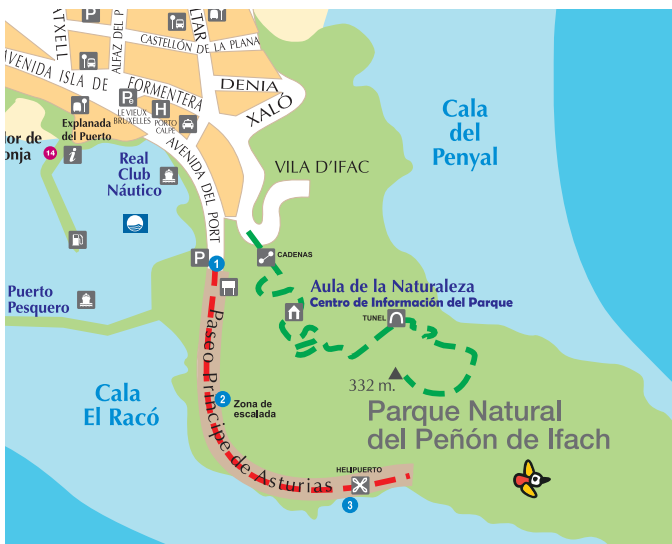 ATXELL
P
ALFAZ DEL P
LTAR
CASTELLÓN DE LA PLANA
AVENIDA ISLA DE FORMENTERA
DENIA
XALÓ
P
LE VIEUX
BRUXELLES
H
PORTO
CALPE
Explanada
del Puerto
lor de
onja
14
i
AVENIDA DEL PORT
Real
Club
Náutico
VILA D'IFAC
Cala
del
Penyal
P
1
CADENAS
Puerto
Pesquero
Aula de la Naturaleza
Centro de Información del Parque
TUNEL
332 m.
Cala
El Racó
2
Zona de
escalada
Paseo Príncipe de Asturias
Parque Natural
del Peñón de Ifach
HELIPUERTO
3